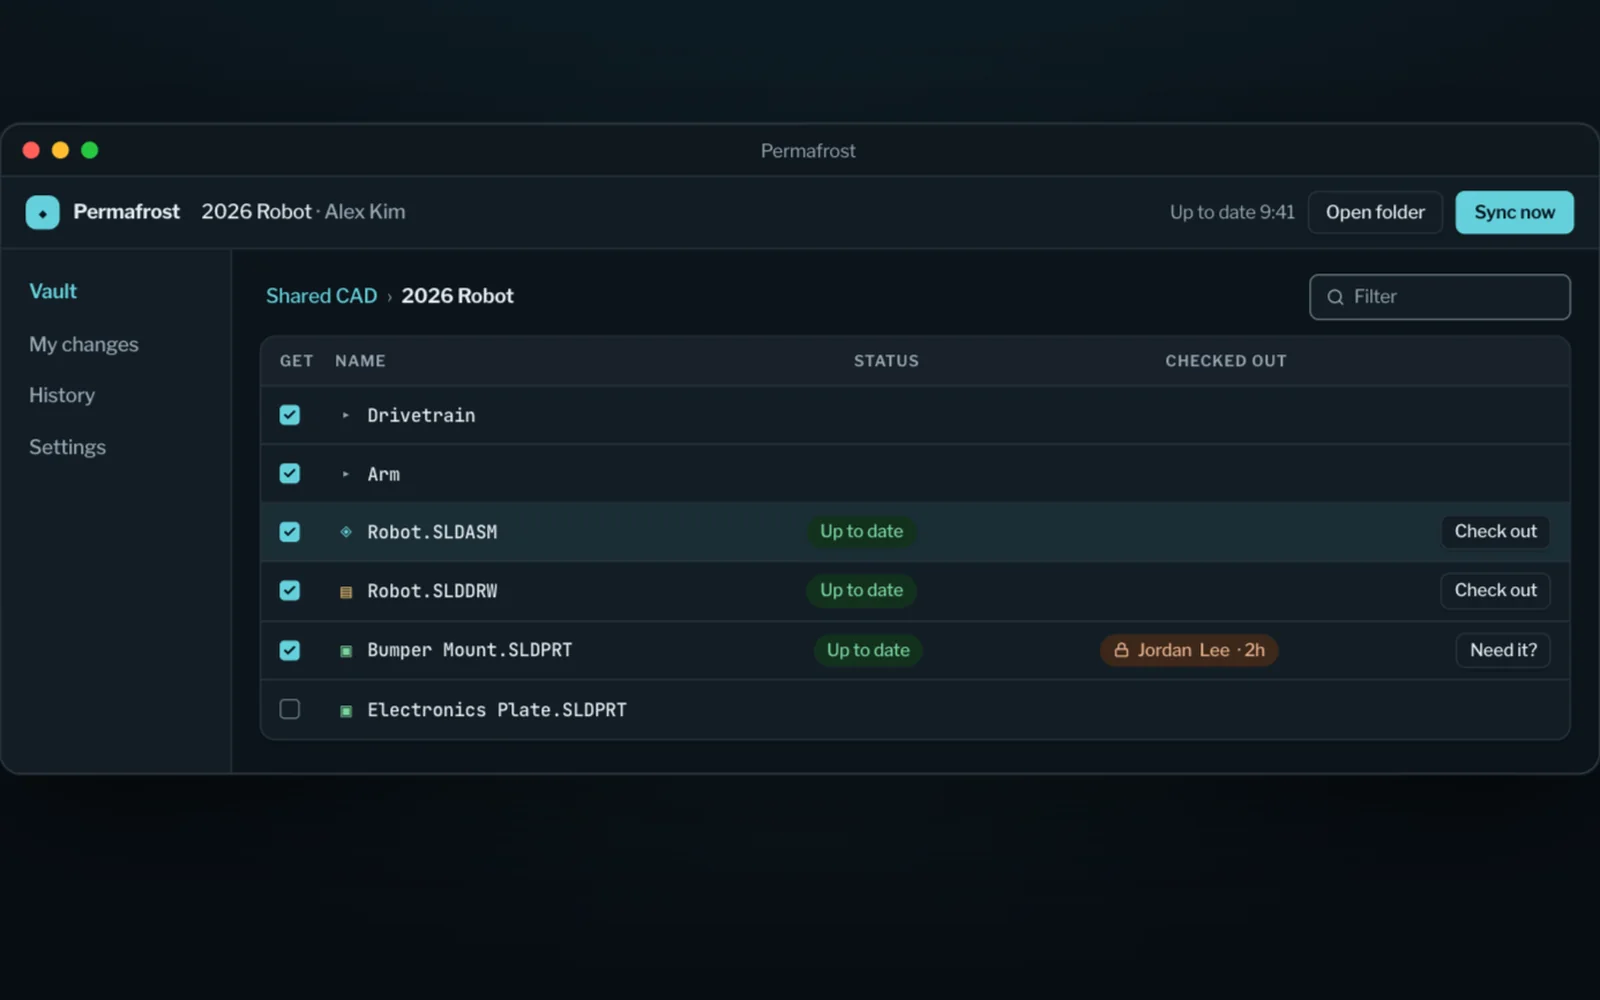 Permafrost
Permafrost 2026 Robot · Alex Kim Up to date 9:41 Open folder Sync now
Vault
My changes
History
Settings
Shared CAD › 2026 Robot Filter
GET NAME STATUS CHECKED OUT
Drivetrain
Arm
Robot.SLDASM Up to date Check out
Robot.SLDDRW Up to date Check out
Bumper Mount.SLDPRT Up to date Jordan Lee · 2h Need it?
Electronics Plate.SLDPRT